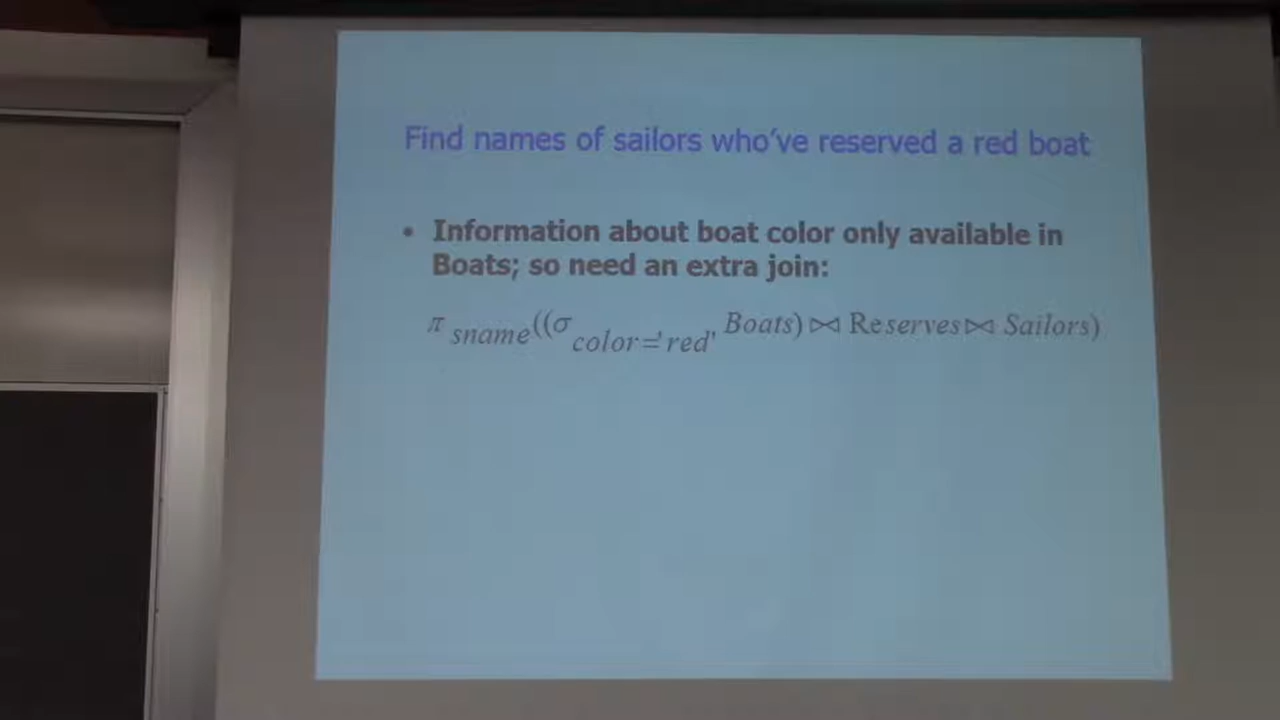 Find names of sailors who've reserved a red boat
• Information about boat color only available in
Boats; so need an extra join:
π sname((σ color='red' Boats) ⋈ Reserves ⋈ Sailors)